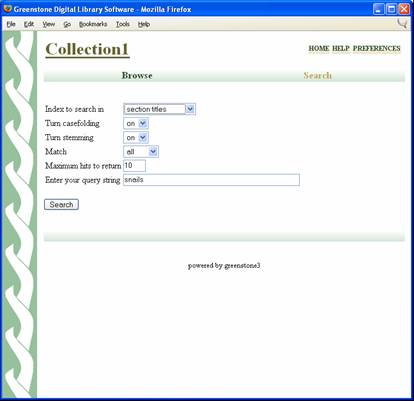 Greenstone Digital Library Software - Mozilla Firefox
File Edit View Go Bookmarks Tools Help
Collection1
HOME HELP PREFERENCES
Browse Search
Index to search in section titles
Turn casefolding on
Turn stemming on
Match all
Maximum hits to return 10
Enter your query string snails
Search
powered by greenstone3